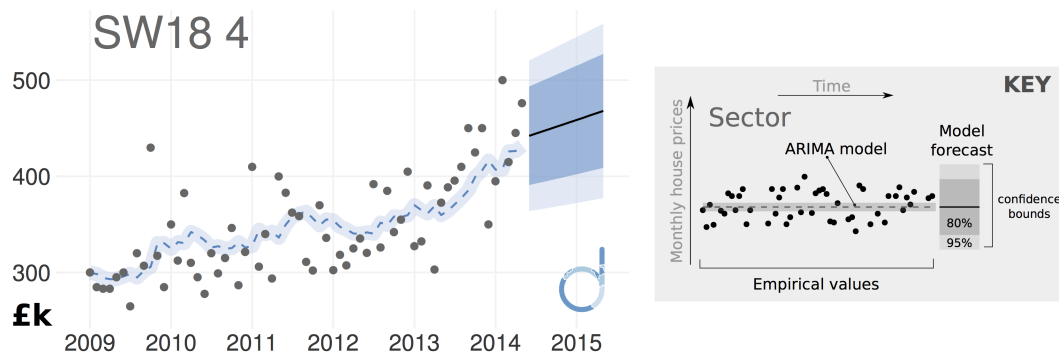 SW18 4
500
400
300
£k
2009 2010 2011 2012 2013 2014 2015
KEY
Time
Monthly house prices
Sector
ARIMA model
Model
forecast
confidence
bounds
80%
95%
Empirical values